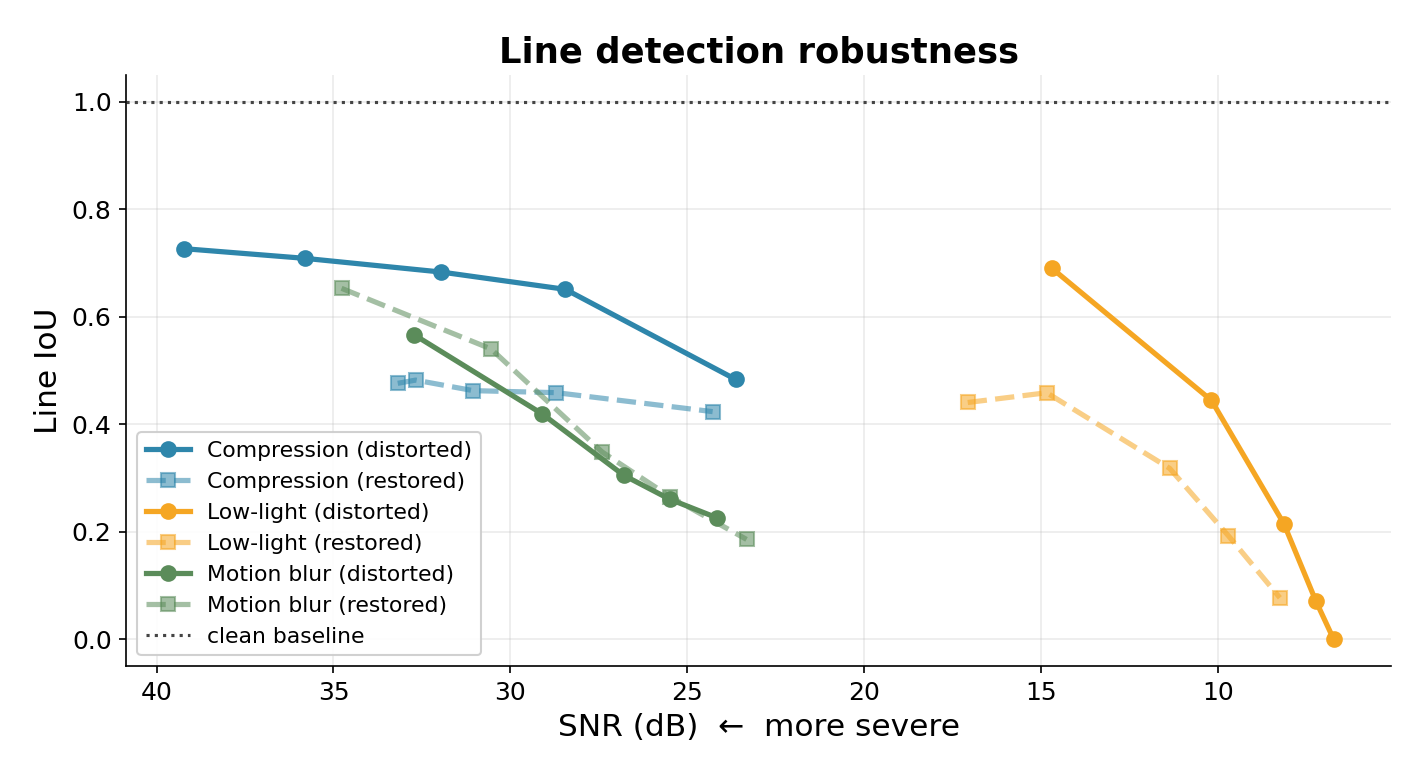 Line detection robustness
Line IoU
1.0
0.8
0.6
0.4
0.2
0.0
Compression (distorted)
Compression (restored)
Low-light (distorted)
Low-light (restored)
Motion blur (distorted)
Motion blur (restored)
clean baseline
40 35 30 25 20 15 10
SNR (dB) ← more severe